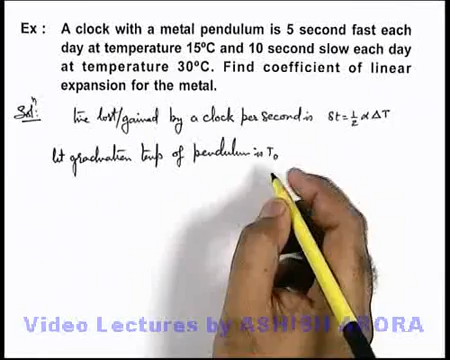 Ex : A clock with a metal pendulum is 5 second fast each
day at temperature 15ºC and 10 second slow each day
at temperature 30ºC. Find coefficient of linear
expansion for the metal.
Solⁿ: time lost/gained by a clock per second is δt = 1/2 α ΔT
let graduation temp of pendulum is T₀
Video Lectures by ASHISH ARORA